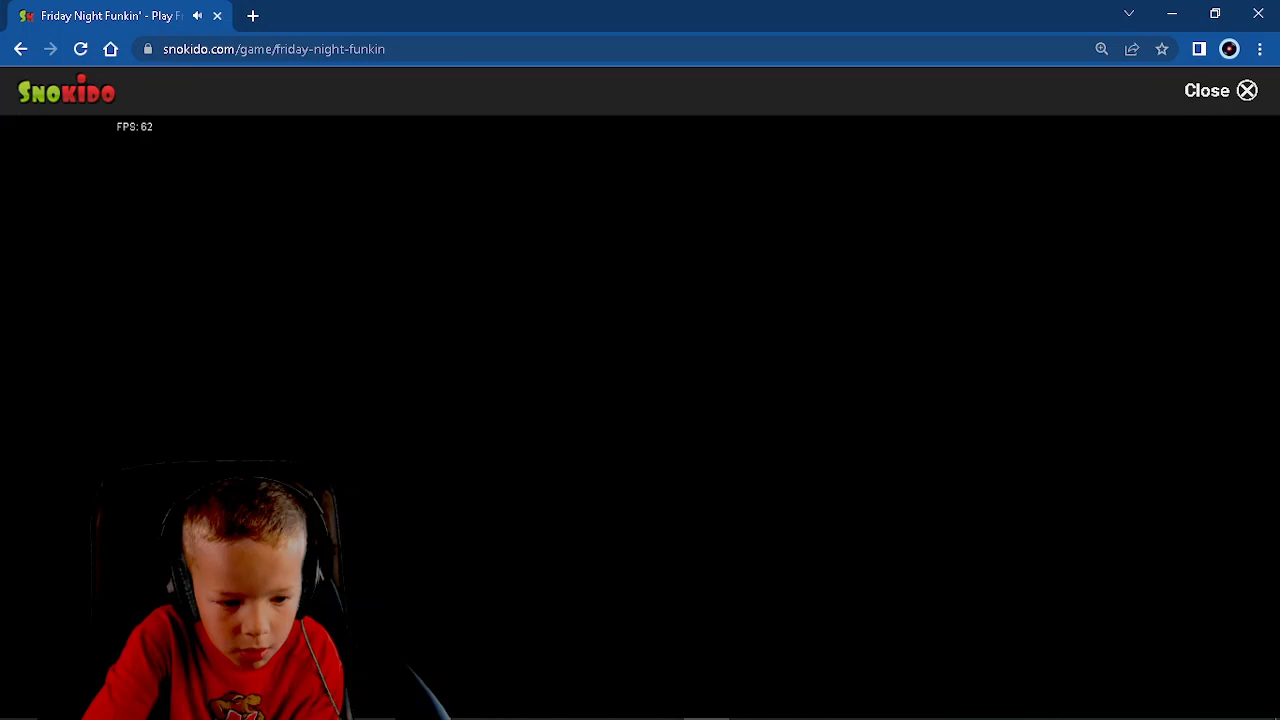 Friday Night Funkin' - Play F
snokido.com/game/friday-night-funkin
SNOKIDO
Close
FPS: 62